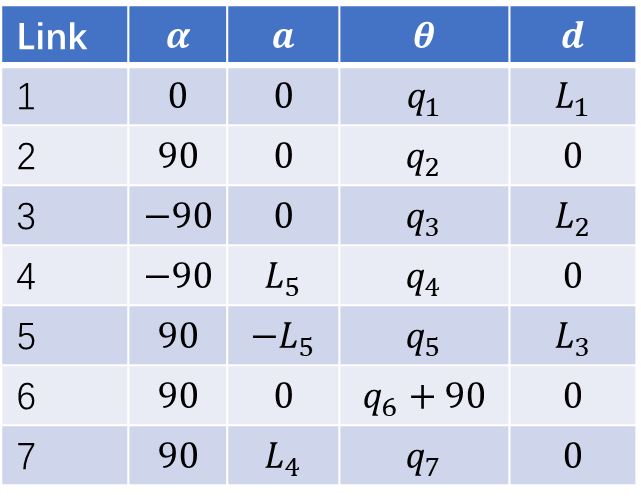 Link α a θ d
1 0 0 q₁ L₁
2 90 0 q₂ 0
3 −90 0 q₃ L₂
4 −90 L₅ q₄ 0
5 90 −L₅ q₅ L₃
6 90 0 q₆ + 90 0
7 90 L₄ q₇ 0